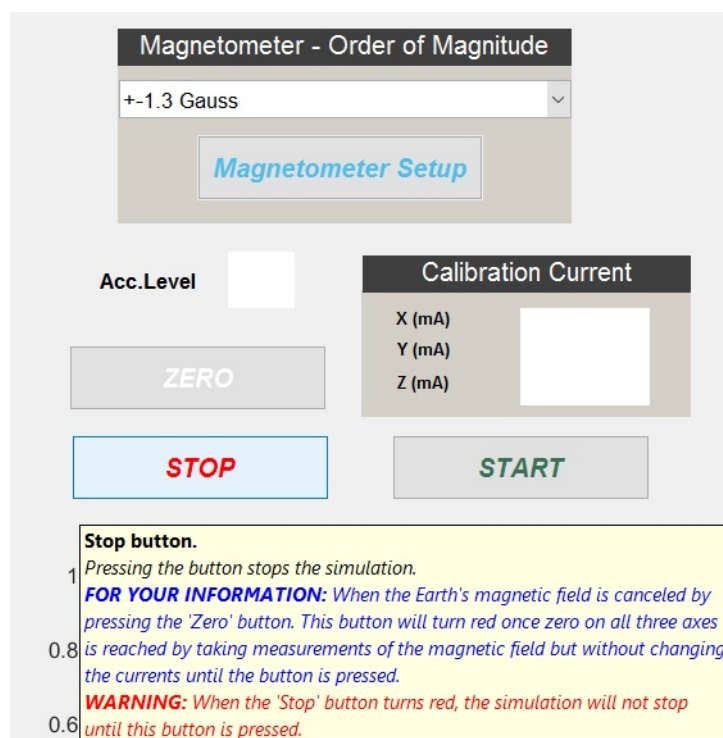 Magnetometer - Order of Magnitude
+-1.3 Gauss
Magnetometer Setup
Acc.Level
Calibration Current
X (mA)
Y (mA)
Z (mA)
ZERO
STOP
START
Stop button.
1
Pressing the button stops the simulation.
FOR YOUR INFORMATION: When the Earth's magnetic field is canceled by
pressing the 'Zero' button. This button will turn red once zero on all three axes
0.8
is reached by taking measurements of the magnetic field but without changing
the currents until the button is pressed.
WARNING: When the 'Stop' button turns red, the simulation will not stop
0.6
until this button is pressed.